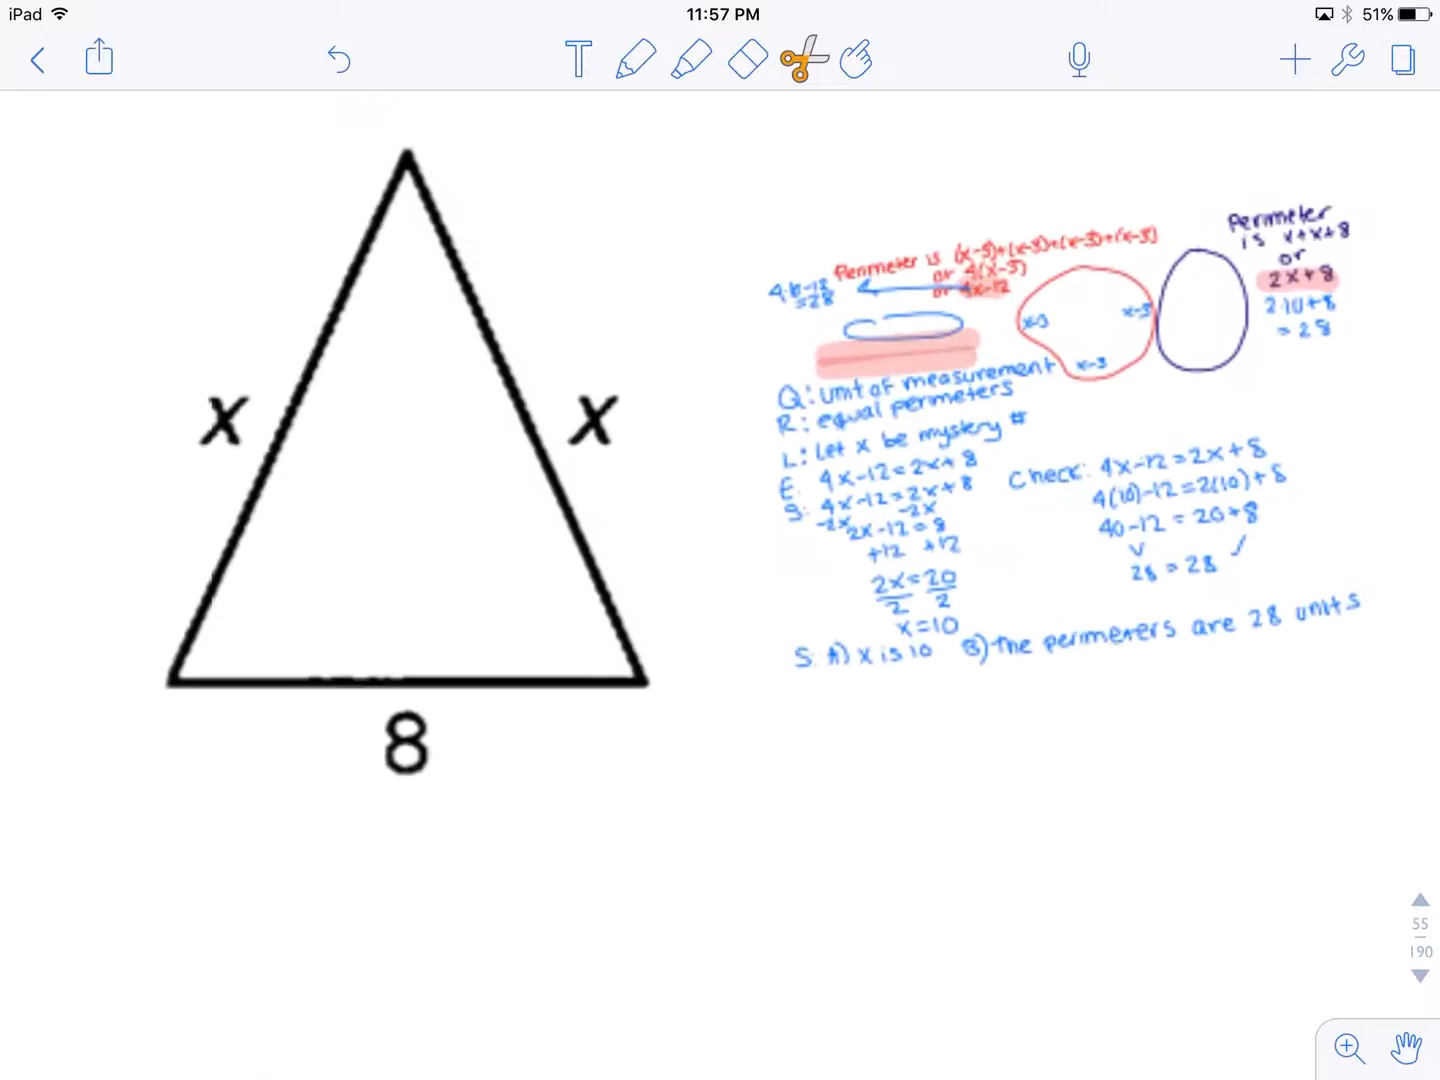 iPad
11:57 PM
51%
T
x
x
8
Perimeter is (x-3)+(x-3)+(x-3)+(x-3)
or 4(x-3)
or 4x-12
=28
x-3
x-3
x-3
Perimeter
is x+x+8
or
2x+8
2·10+8
=28
Q: unit of measurement
R: equal perimeters
L: let x be mystery #
E: 4x-12=2x+8
S: 4x-12=2x+8
-2x -2x
2x-12=8
+12 +12
2x=20
2 2
x=10
Check: 4x-12=2x+8
4(10)-12=2(10)+8
40-12=20+8
28=28
S: A) x is 10 B) The perimeters are 28 units
55
190